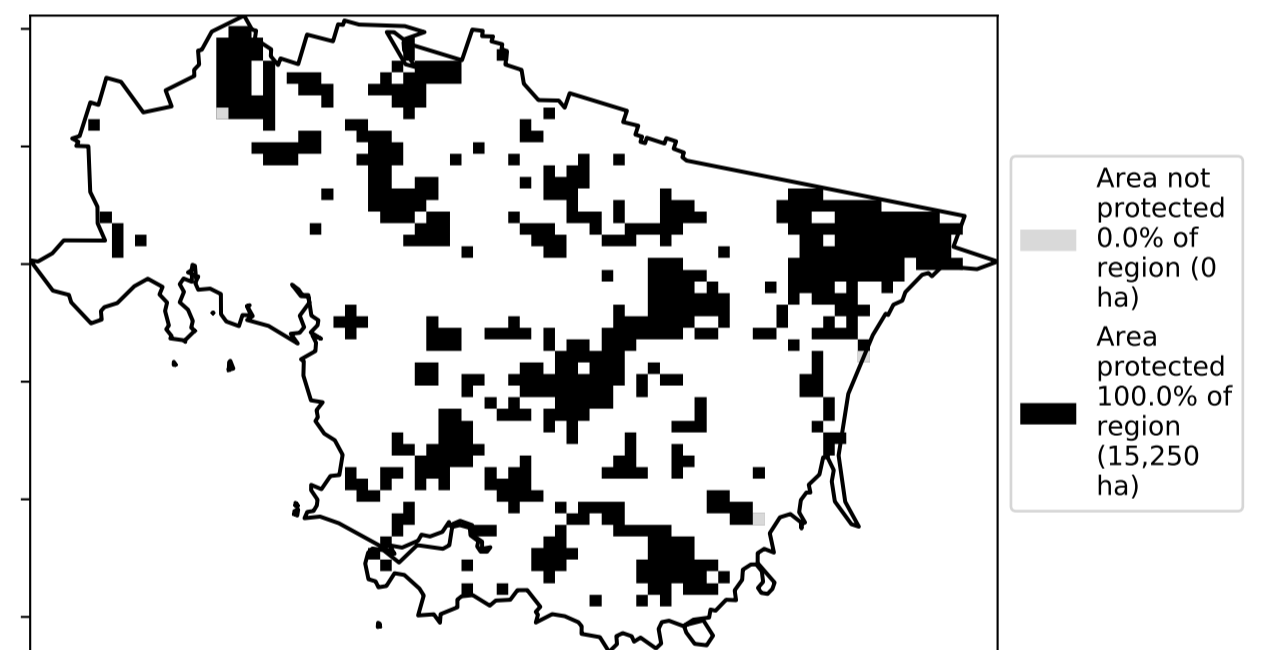 Area not
protected
0.0% of
region (0
ha)
Area
protected
100.0% of
region
(15,250
ha)